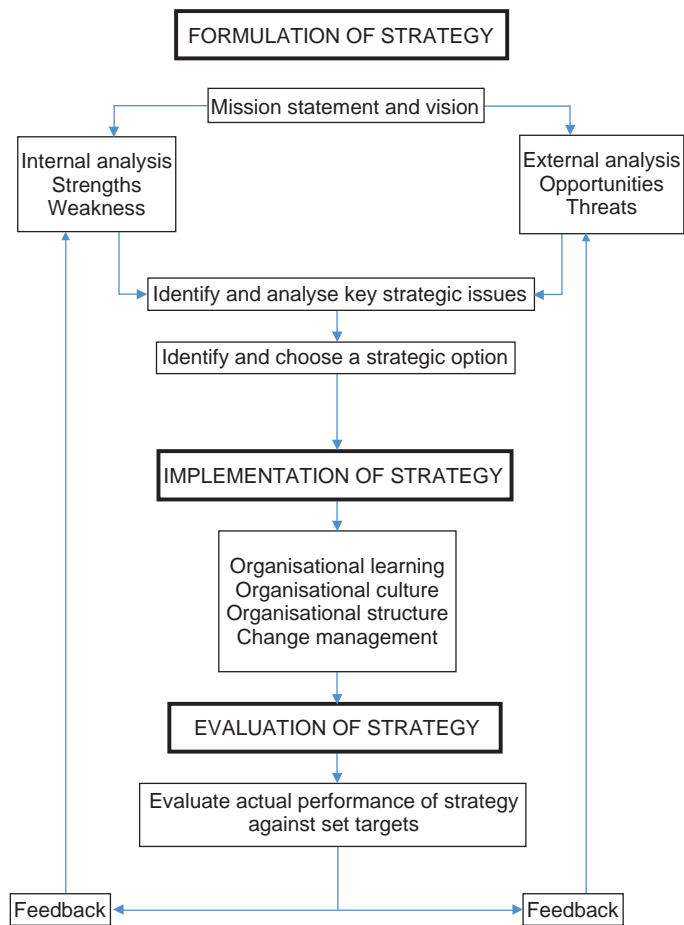 FORMULATION OF STRATEGY
Mission statement and vision
Internal analysis
Strengths
Weakness
External analysis
Opportunities
Threats
Identify and analyse key strategic issues
Identify and choose a strategic option
IMPLEMENTATION OF STRATEGY
Organisational learning
Organisational culture
Organisational structure
Change management
EVALUATION OF STRATEGY
Evaluate actual performance of strategy
against set targets
Feedback
Feedback